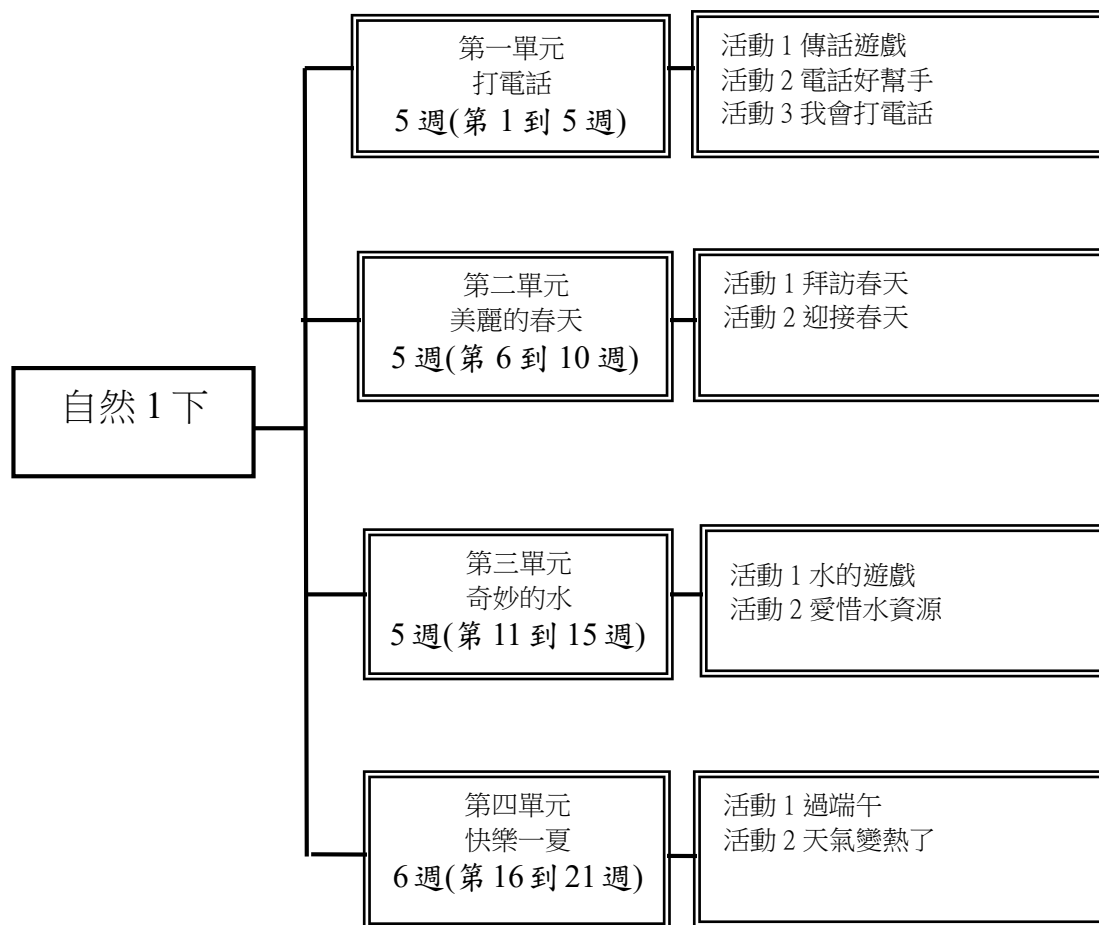 自然 1 下
第一單元
打電話
5 週(第 1 到 5 週)
活動 1 傳話遊戲
活動 2 電話好幫手
活動 3 我會打電話
第二單元
美麗的春天
5 週(第 6 到 10 週)
活動 1 拜訪春天
活動 2 迎接春天
第三單元
奇妙的水
5 週(第 11 到 15 週)
活動 1 水的遊戲
活動 2 愛惜水資源
第四單元
快樂一夏
6 週(第 16 到 21 週)
活動 1 過端午
活動 2 天氣變熱了